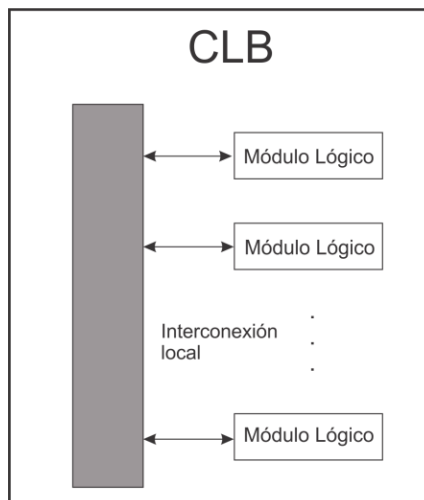 CLB
Módulo Lógico
Módulo Lógico
Interconexión
local
.
.
.
Módulo Lógico